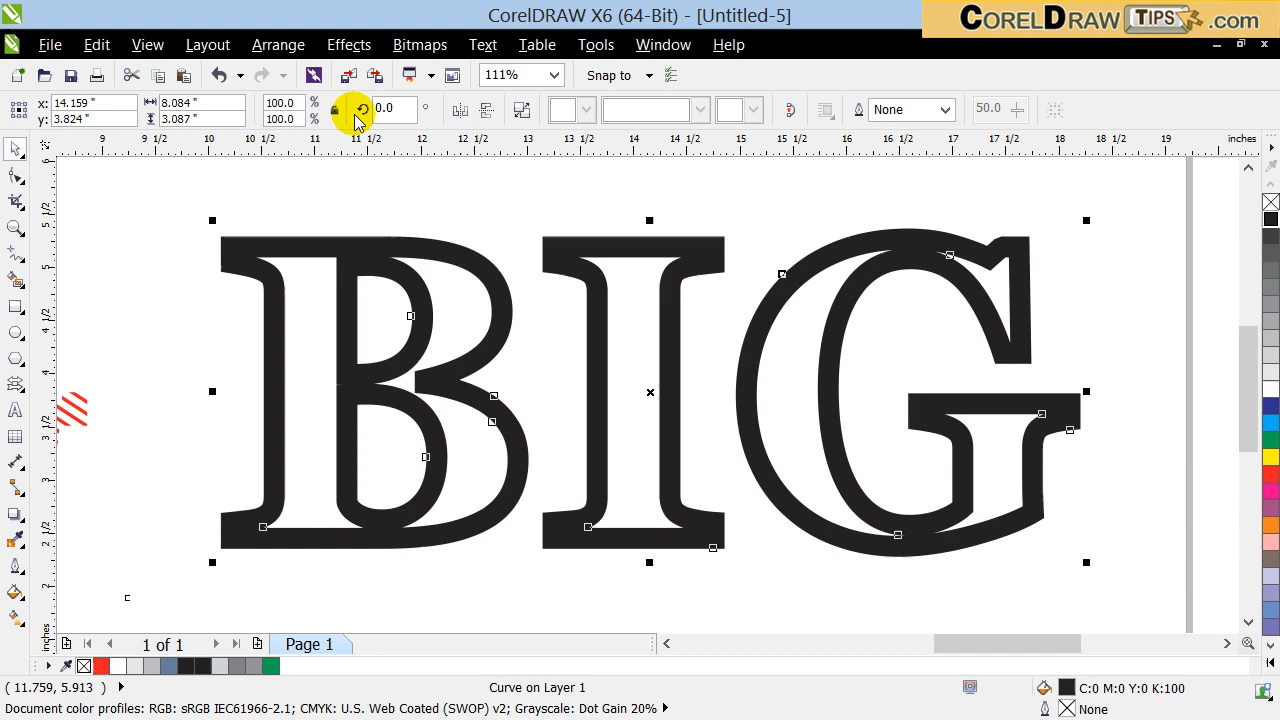 CorelDRAW X6 (64-Bit) - [Untitled-5]
CORELDRAW TIPS .com
File Edit View Layout Arrange Effects Bitmaps Text Table Tools Window Help
111% Snap to
x: 14.159 " 8.084 " 100.0 % 0.0 ° None 50.0
y: 3.824 " 3.087 " 100.0 %
9 9 1/2 10 10 1/2 11 11 1/2 12 12 1/2 13 13 1/2 14 14 1/2 15 15 1/2 16 16 1/2 17 17 1/2 18 18 1/2 19 inches
BIG
1 of 1 Page 1
( 11.759, 5.913 ) Curve on Layer 1 C:0 M:0 Y:0 K:100
Document color profiles: RGB: sRGB IEC61966-2.1; CMYK: U.S. Web Coated (SWOP) v2; Grayscale: Dot Gain 20% None